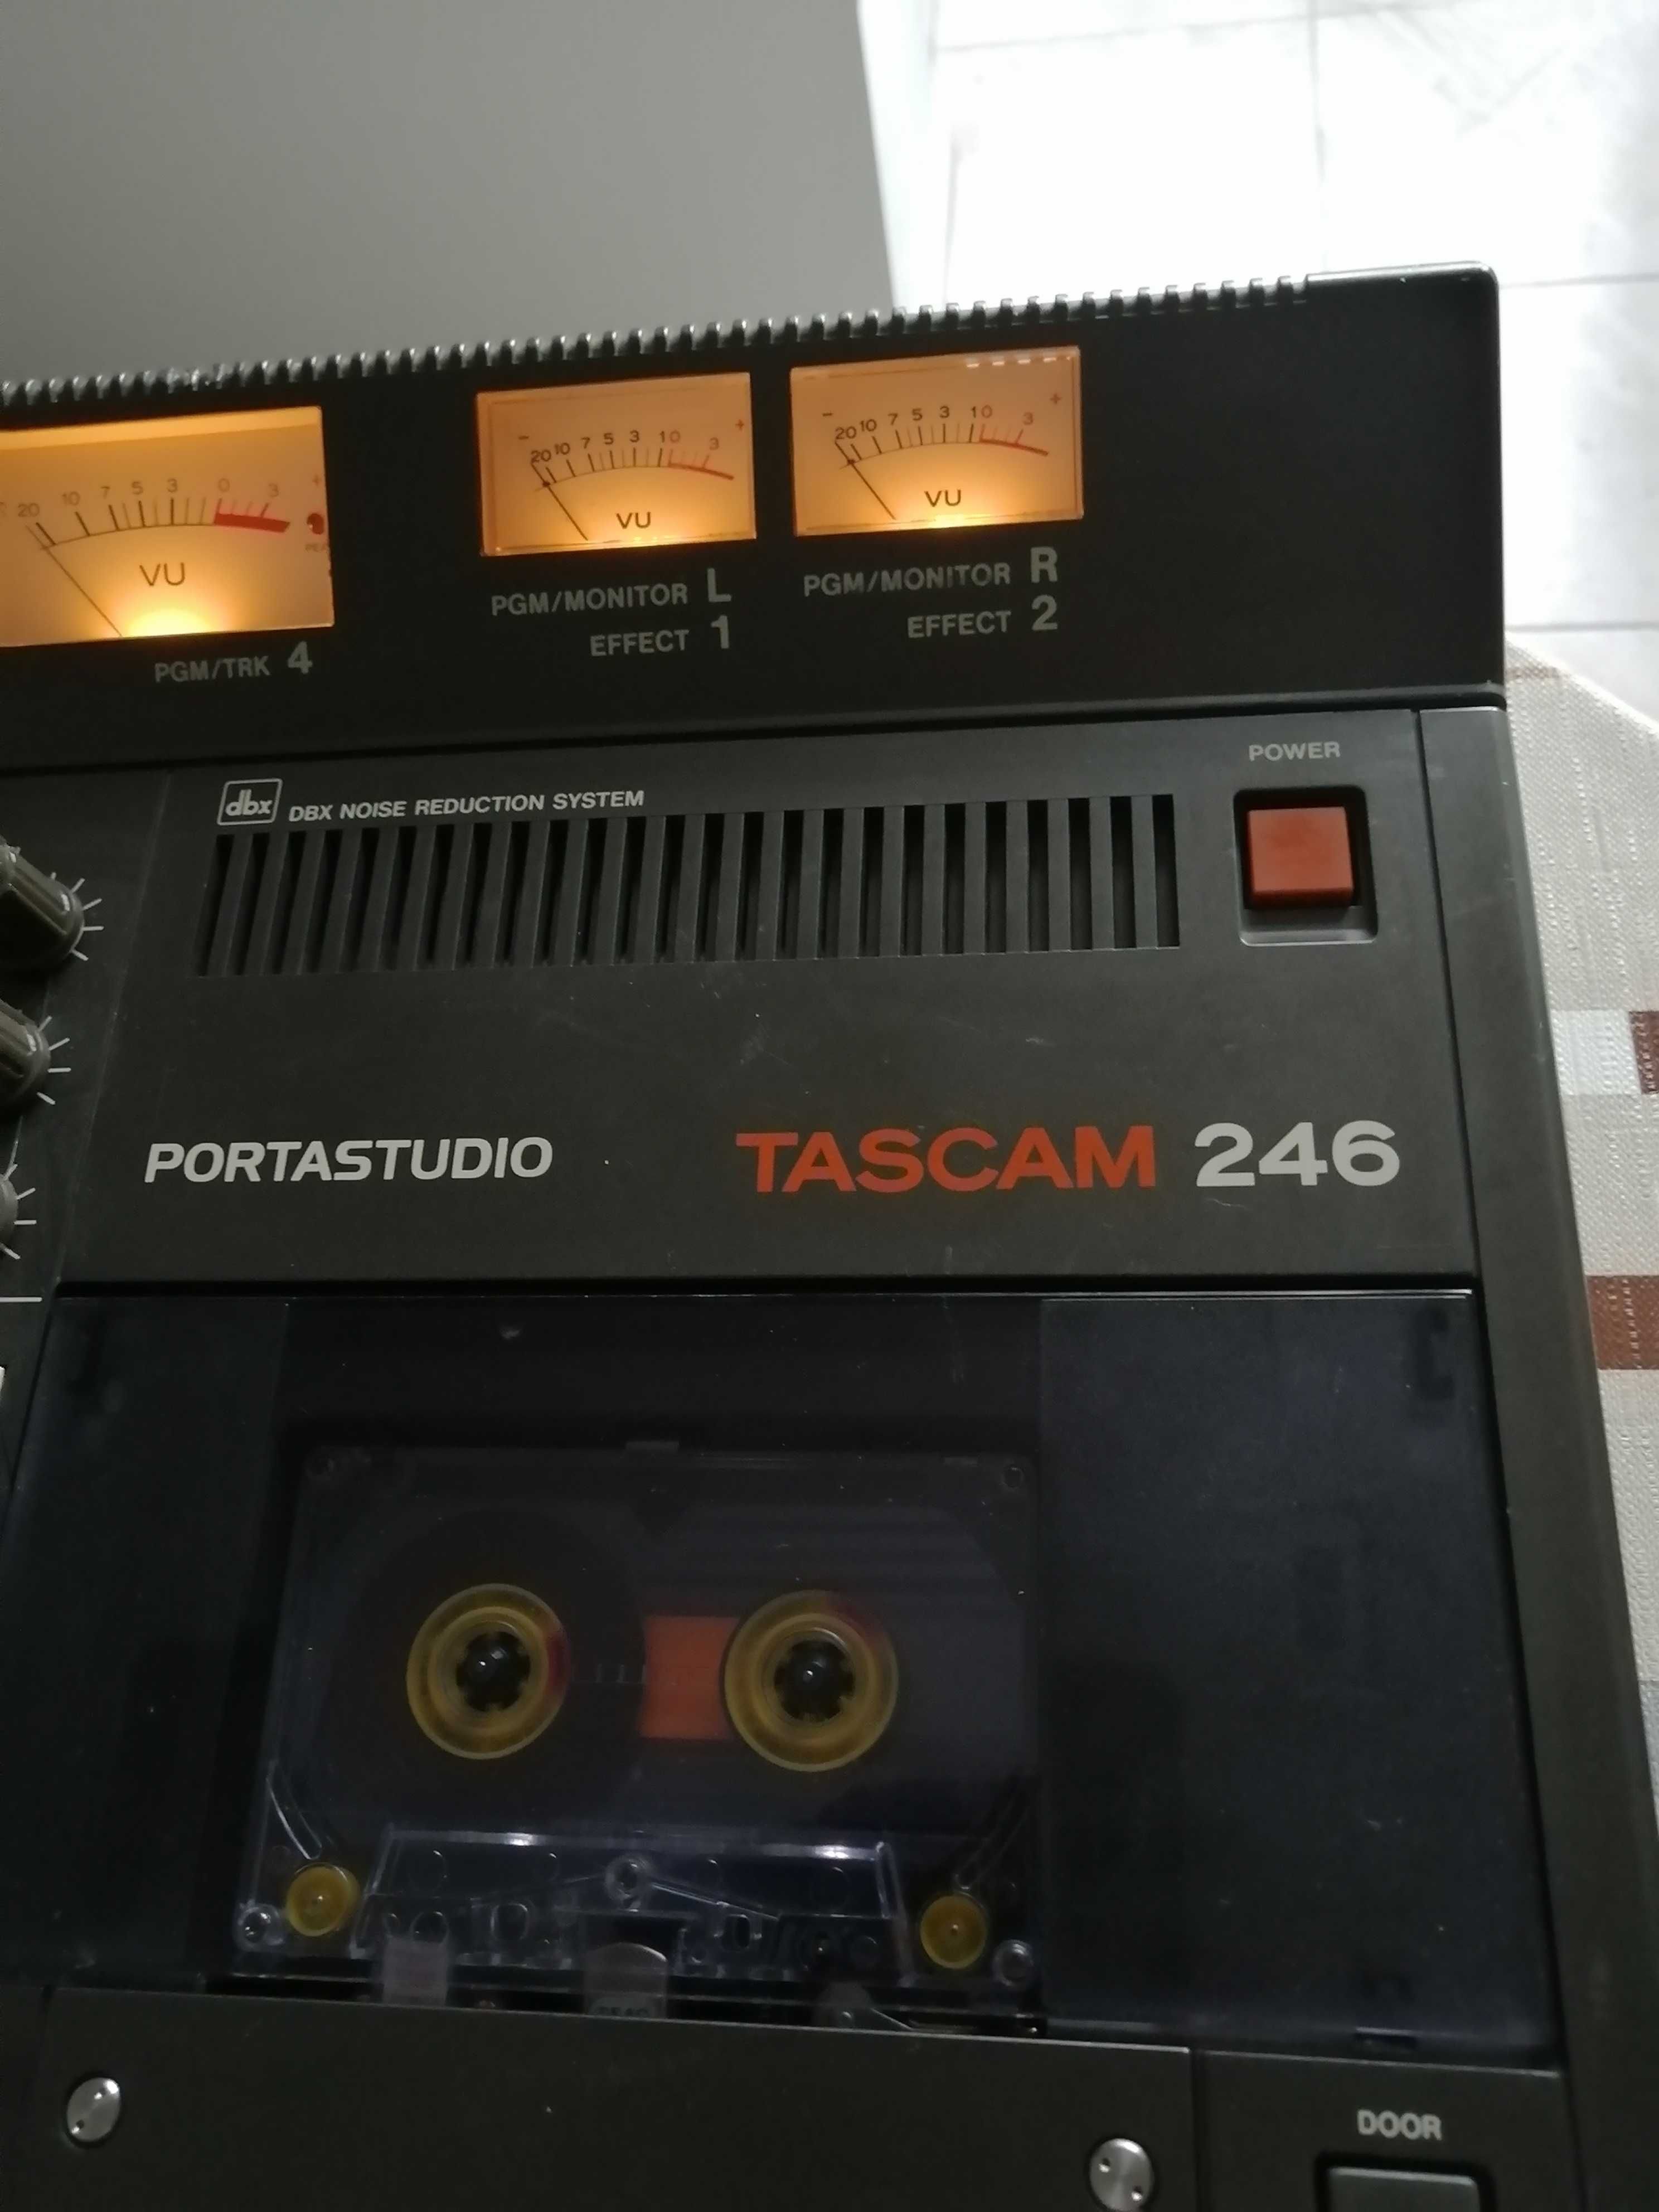 20 10 7 5 3 0 3 +
VU
PGM/TRK 4
- 20 10 7 5 3 1 0 3 +
VU
PGM/MONITOR L
EFFECT 1
- 20 10 7 5 3 1 0 3 +
VU
PGM/MONITOR R
EFFECT 2
POWER
dbx DBX NOISE REDUCTION SYSTEM
PORTASTUDIO
TASCAM 246
DOOR